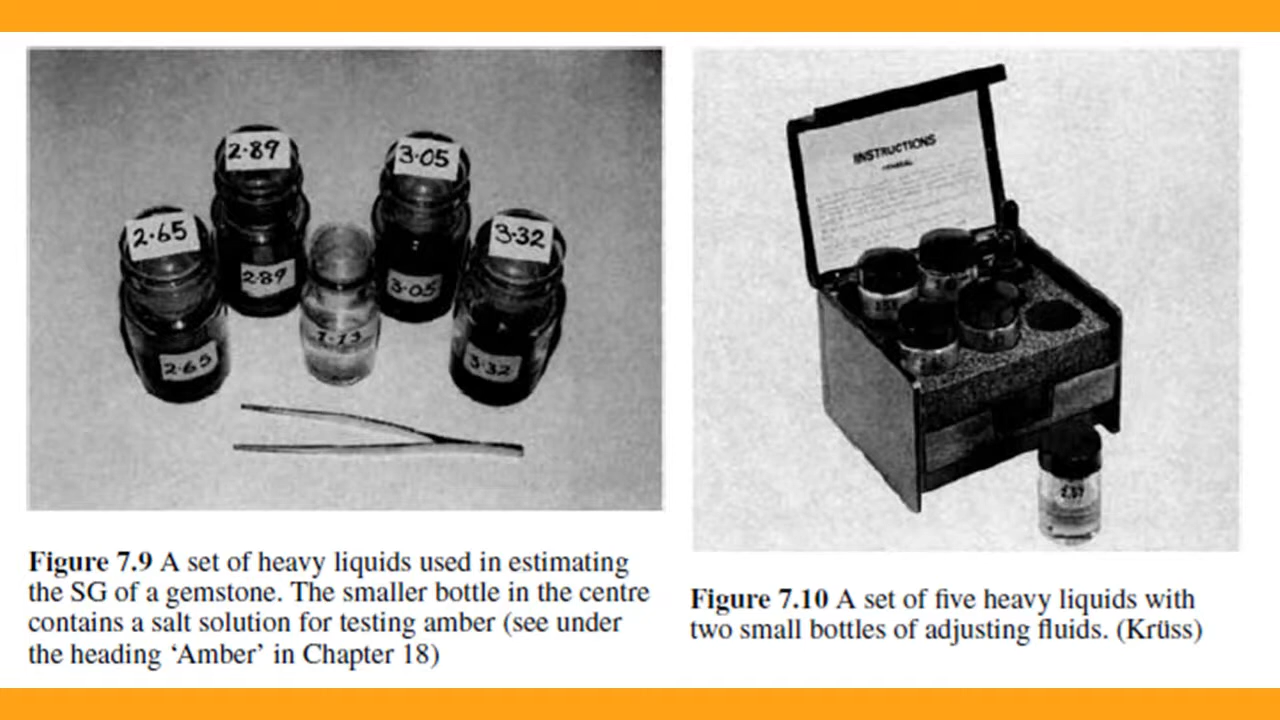 2.89
3.05
2.65
3.32
2.89
3.05
1.13
2.65
3.32
INSTRUCTIONS
2.57
Figure 7.9 A set of heavy liquids used in estimating
the SG of a gemstone. The smaller bottle in the centre
contains a salt solution for testing amber (see under
the heading ‘Amber’ in Chapter 18)
Figure 7.10 A set of five heavy liquids with
two small bottles of adjusting fluids. (Krüss)